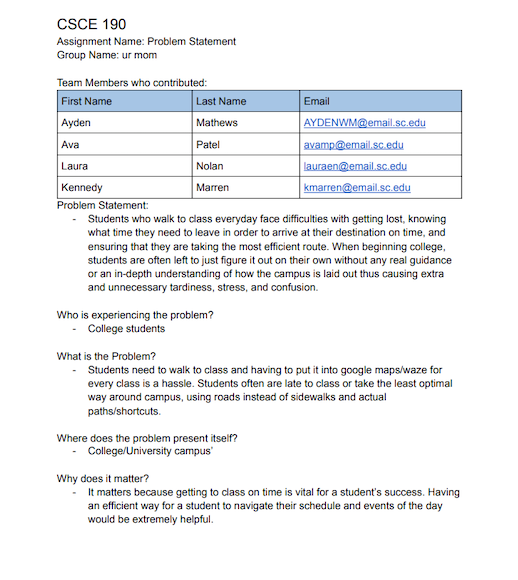 CSCE 190
Assignment Name: Problem Statement
Group Name: ur mom
Team Members who contributed:
First Name Last Name Email
Ayden Mathews AYDENWM@email.sc.edu
Ava Patel avamp@email.sc.edu
Laura Nolan lauraen@email.sc.edu
Kennedy Marren kmarren@email.sc.edu
Problem Statement:
- Students who walk to class everyday face difficulties with getting lost, knowing
what time they need to leave in order to arrive at their destination on time, and
ensuring that they are taking the most efficient route. When beginning college,
students are often left to just figure it out on their own without any real guidance
or an in-depth understanding of how the campus is laid out thus causing extra
and unnecessary tardiness, stress, and confusion.
Who is experiencing the problem?
- College students
What is the Problem?
- Students need to walk to class and having to put it into google maps/waze for
every class is a hassle. Students often are late to class or take the least optimal
way around campus, using roads instead of sidewalks and actual
paths/shortcuts.
Where does the problem present itself?
- College/University campus'
Why does it matter?
- It matters because getting to class on time is vital for a student's success. Having
an efficient way for a student to navigate their schedule and events of the day
would be extremely helpful.